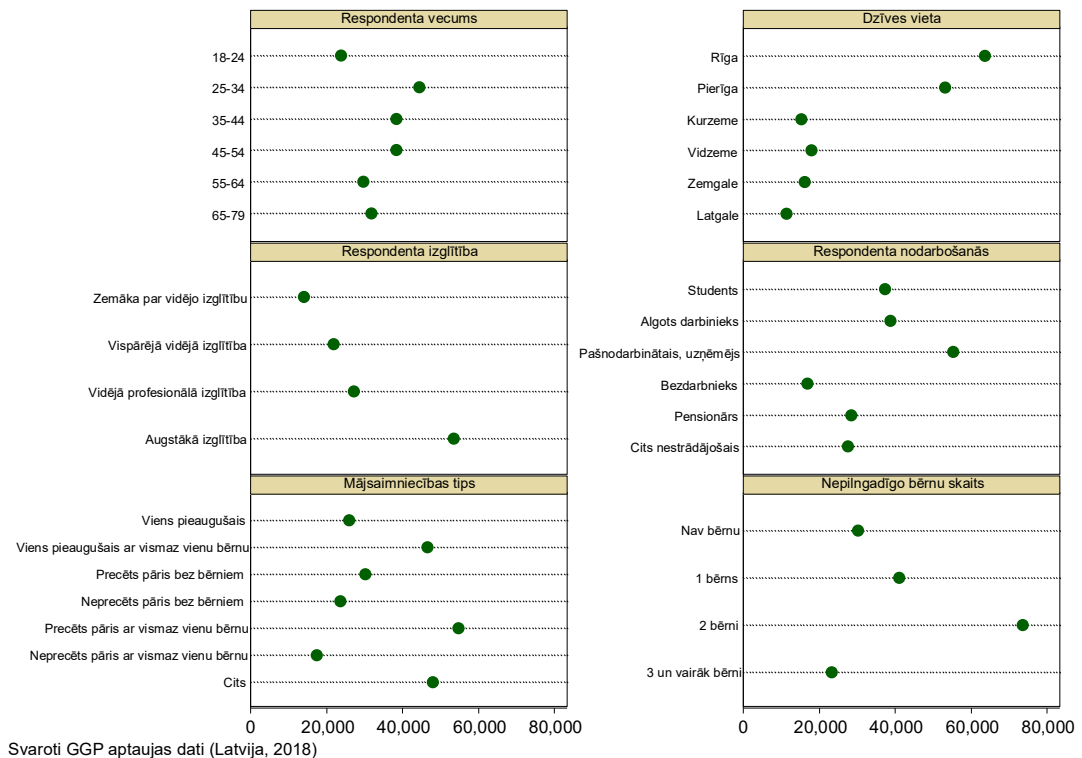 Respondenta vecums
18-24
25-34
35-44
45-54
55-64
65-79
Respondenta izglītība
Zemāka par vidējo izglītību
Vispārējā vidējā izglītība
Vidējā profesionālā izglītība
Augstākā izglītība
Mājsaimniecības tips
Viens pieaugušais
Viens pieaugušais ar vismaz vienu bērnu
Precēts pāris bez bērniem
Neprecēts pāris bez bērniem
Precēts pāris ar vismaz vienu bērnu
Neprecēts pāris ar vismaz vienu bērnu
Cits
0 20,000 40,000 60,000 80,000
Dzīves vieta
Rīga
Pierīga
Kurzeme
Vidzeme
Zemgale
Latgale
Respondenta nodarbošanās
Students
Algots darbinieks
Pašnodarbinātais, uzņēmējs
Bezdarbnieks
Pensionārs
Cits nestrādājošais
Nepilngadīgo bērnu skaits
Nav bērnu
1 bērns
2 bērni
3 un vairāk bērni
0 20,000 40,000 60,000 80,000
Svaroti GGP aptaujas dati (Latvija, 2018)